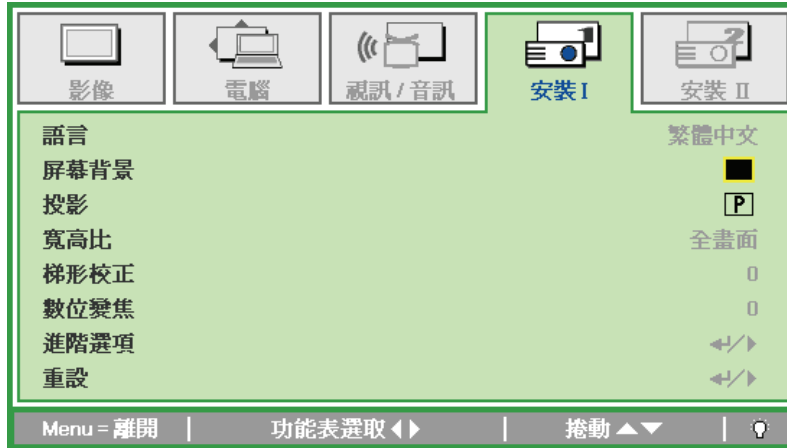 影像
電腦
視訊 / 音訊
安裝 I
安裝 II
語言 繁體中文
屏幕背景
投影 P
寬高比 全畫面
梯形校正 0
數位變焦 0
進階選項
重設
Menu = 離開 功能表選取 捲動